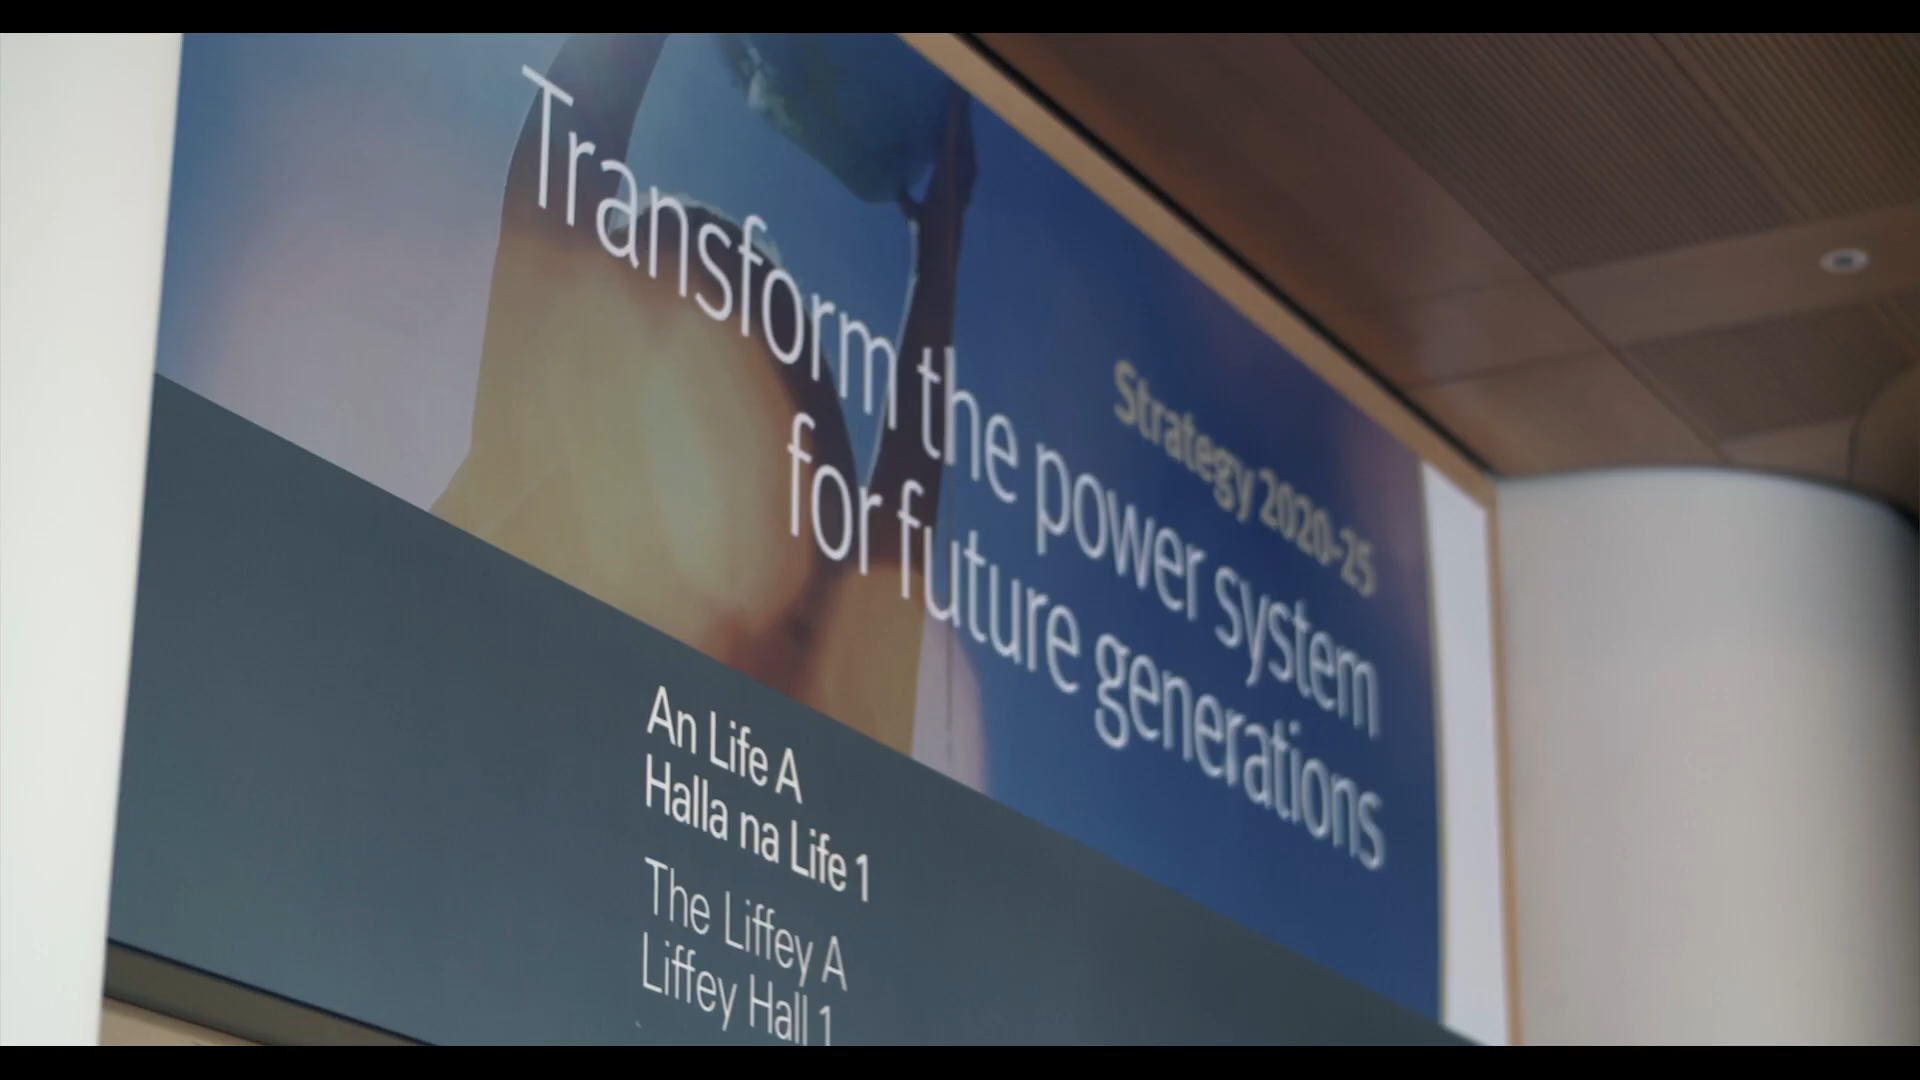 Strategy 2020-25
Transform the power system
for future generations
An Life A
Halla na Life 1
The Liffey A
Liffey Hall 1